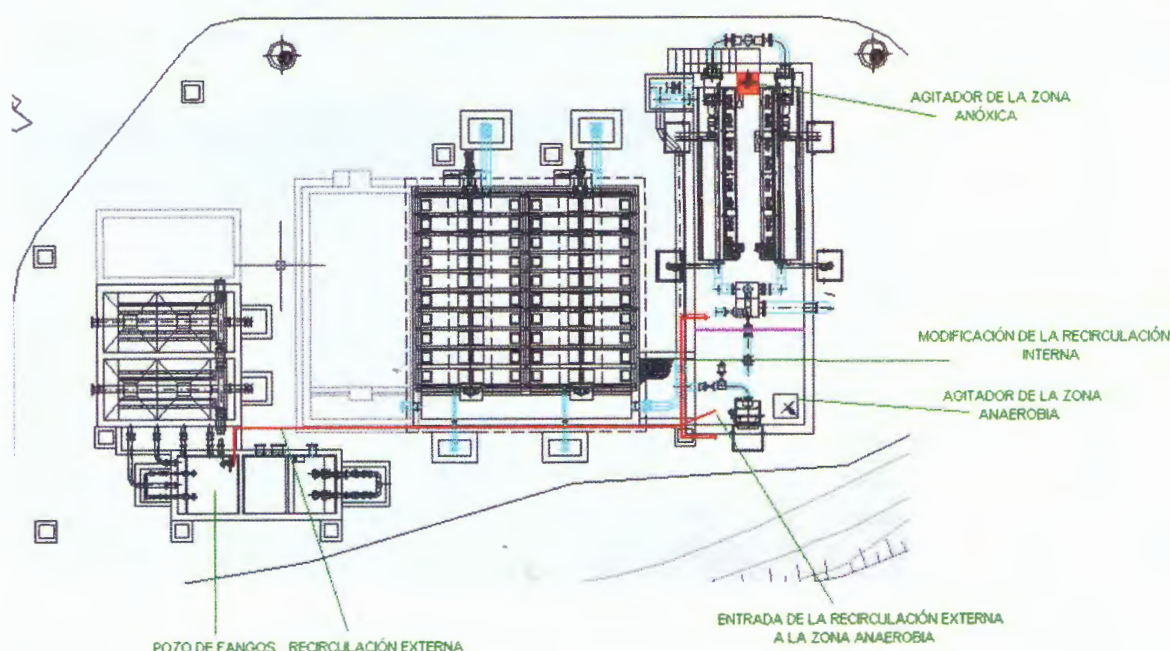 AGITADOR DE LA ZONA
ANÓXICA
MODIFICACIÓN DE LA RECIRCULACIÓN
INTERNA
AGITADOR DE LA ZONA
ANAEROBIA
ENTRADA DE LA RECIRCULACIÓN EXTERNA
A LA ZONA ANAEROBIA
POZO DE FANGOS
RECIRCULACIÓN EXTERNA